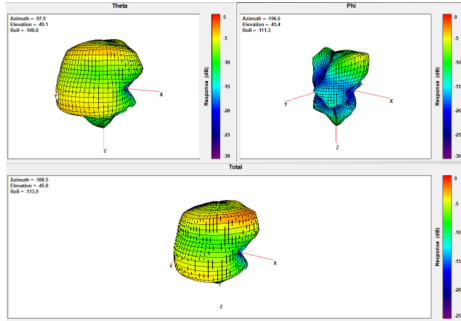 Theta
Azimuth = -97.9
Elevation = -49.1
Roll = -108.0
Y
X
Z
0
-5
-10
-15
-20
-25
-30
Response (dB)
Phi
Azimuth = -106.6
Elevation = -45.4
Roll = -111.3
Y
X
Z
0
-5
-10
-15
-20
-25
-30
Response (dB)
Total
Azimuth = -108.5
Elevation = -45.0
Roll = -113.9
Y
X
Z
0
-5
-10
-15
-20
-25
Response (dB)